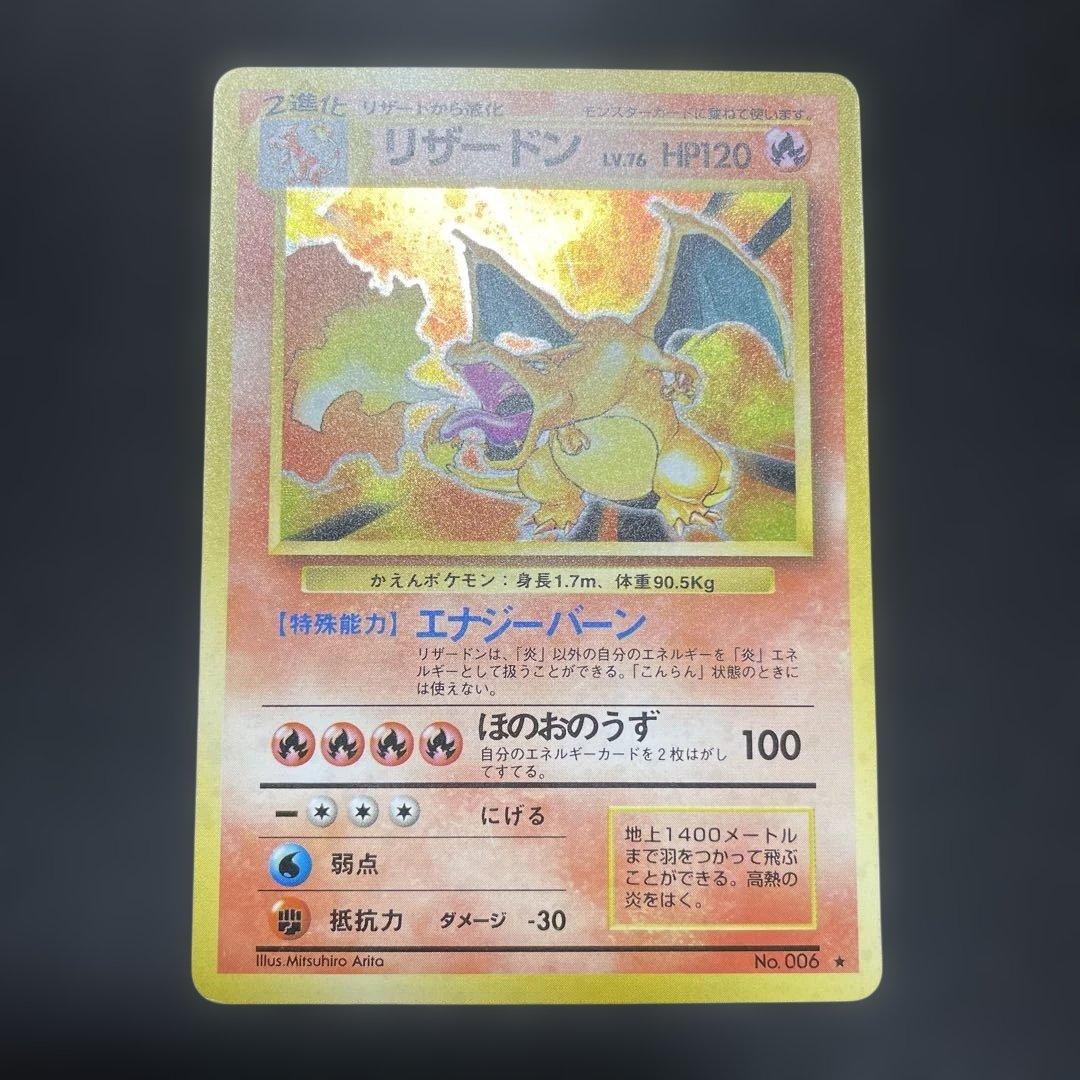 2進化 リザードから進化 モンスターカードに重ねて使います。
リザードン LV.76 HP120
かえんポケモン：身長1.7m、体重90.5Kg
【特殊能力】エナジーバーン
リザードンは、「炎」以外の自分のエネルギーを「炎」エネ
ルギーとして扱うことができる。「こんらん」状態のときに
は使えない。
ほのおのうず 100
自分のエネルギーカードを２枚はがし
てすてる。
にげる
弱点
抵抗力 ダメージ -30
地上1400メートル
まで羽をつかって飛ぶ
ことができる。高熱の
炎をはく。
Illus.Mitsuhiro Arita No. 006 ★